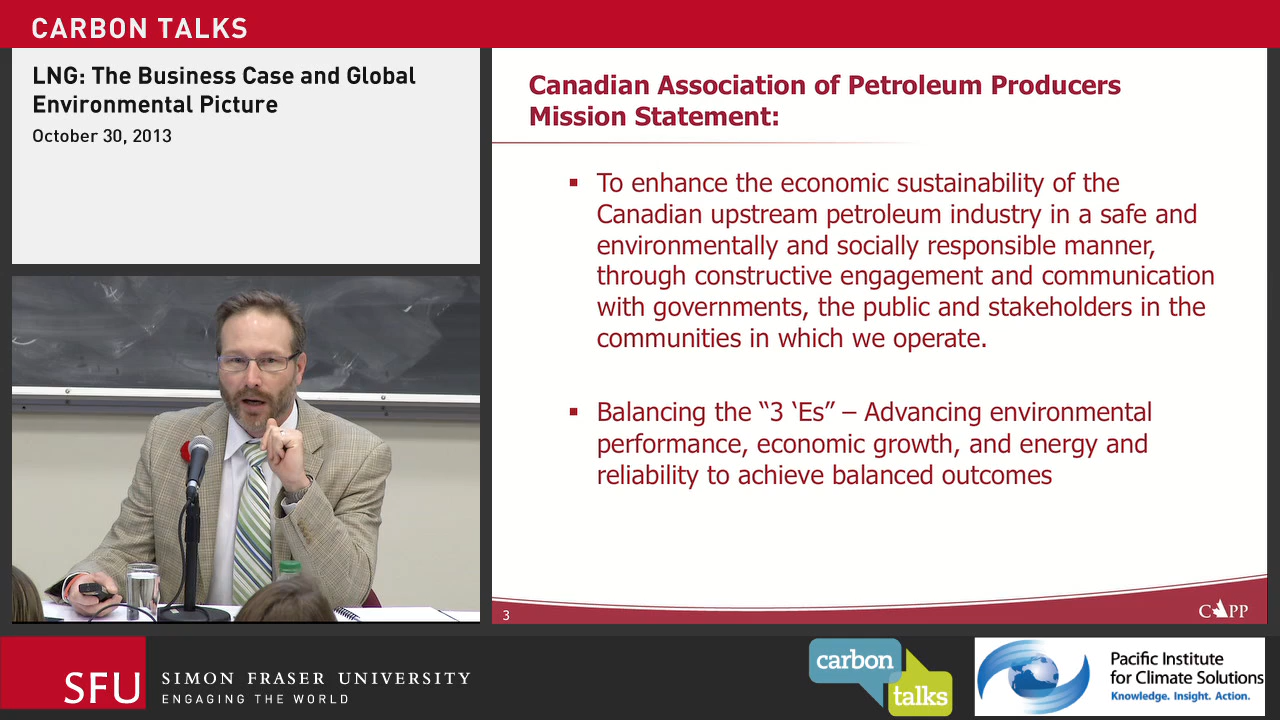 CARBON TALKS
LNG: The Business Case and Global
Environmental Picture
October 30, 2013
Canadian Association of Petroleum Producers
Mission Statement:
▪ To enhance the economic sustainability of the
Canadian upstream petroleum industry in a safe and
environmentally and socially responsible manner,
through constructive engagement and communication
with governments, the public and stakeholders in the
communities in which we operate.
▪ Balancing the “3 ‘Es” – Advancing environmental
performance, economic growth, and energy and
reliability to achieve balanced outcomes
3
CAPP
SFU
SIMON FRASER UNIVERSITY
ENGAGING THE WORLD
carbon
talks
Pacific Institute
for Climate Solutions
Knowledge. Insight. Action.